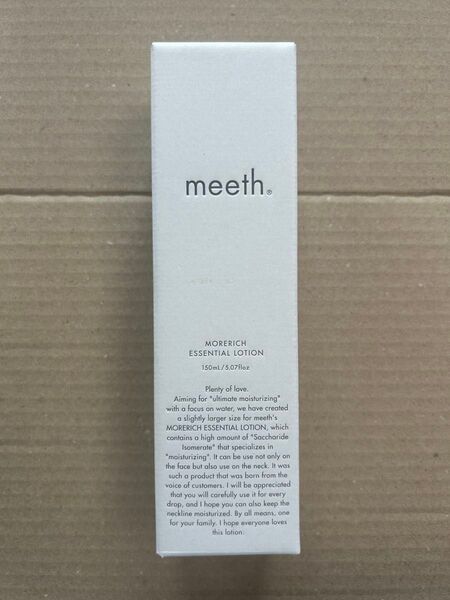 meeth®
MORERICH
ESSENTIAL LOTION
150mL/5.07floz
Plenty of love.
Aiming for "ultimate moisturizing"
with a focus on water, we have created
a slightly larger size for meeth's
MORERICH ESSENTIAL LOTION, which
contains a high amount of "Saccharide
Isomerate" that specializes in
"moisturizing". It can be use not only on
the face but also use on the neck. It was
such a product that was born from the
voice of customers. I will be appreciated
that you will carefully use it for every
drop, and I hope you can also keep the
neckline moisturized. By all means, one
for your family. I hope everyone loves
this lotion.